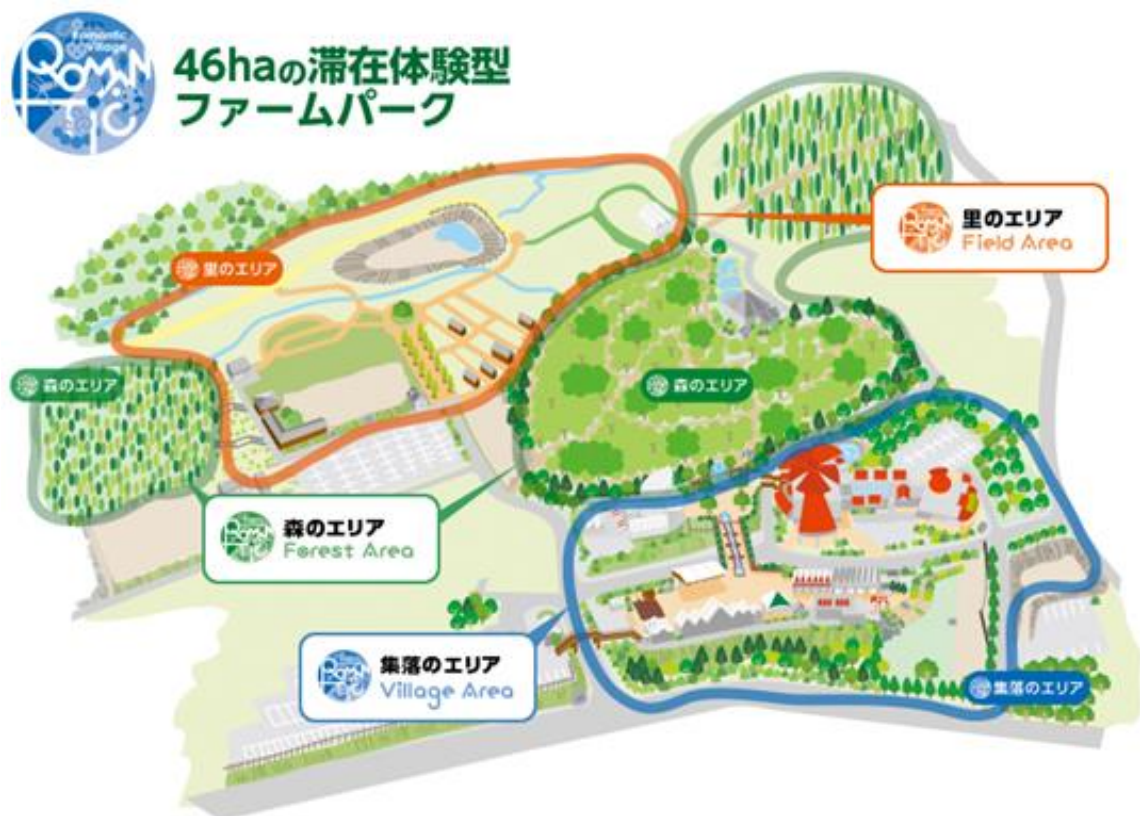 Romantic
Village
ROMANTIC
46haの滞在体験型
ファームパーク
里のエリア
Field Area
里のエリア
森のエリア
森のエリア
森のエリア
Forest Area
集落のエリア
Village Area
集落のエリア